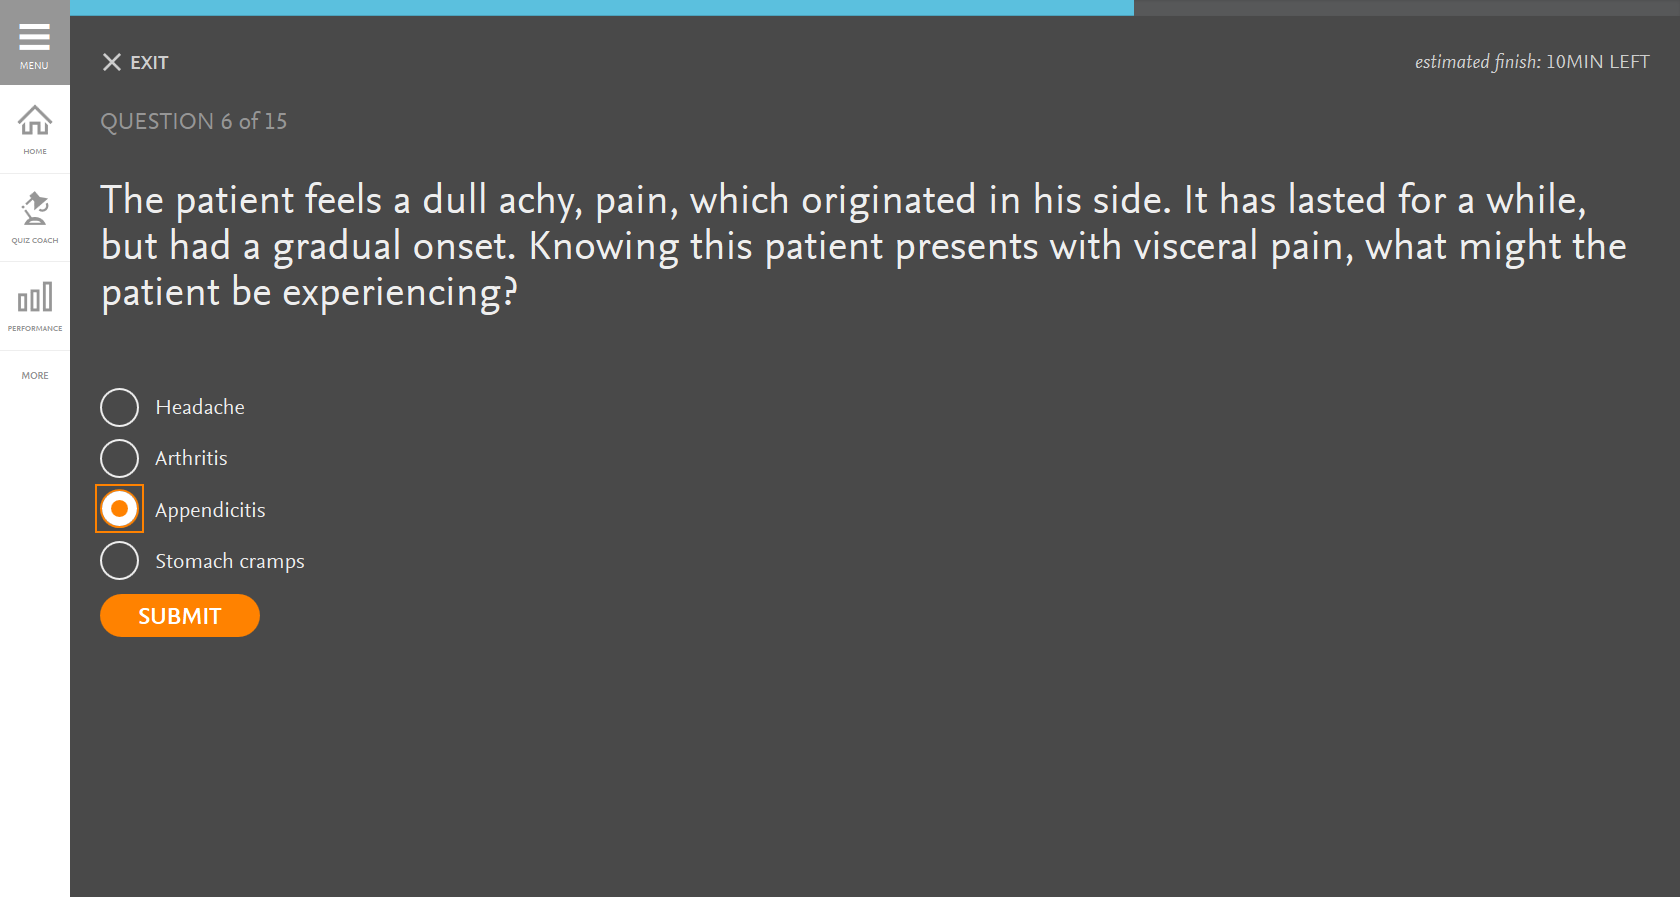 MENU
HOME
QUIZ COACH
PERFORMANCE
MORE
EXIT
estimated finish: 10MIN LEFT
QUESTION 6 of 15
The patient feels a dull achy, pain, which originated in his side. It has lasted for a while,
but had a gradual onset. Knowing this patient presents with visceral pain, what might the
patient be experiencing?
Headache
Arthritis
Appendicitis
Stomach cramps
SUBMIT